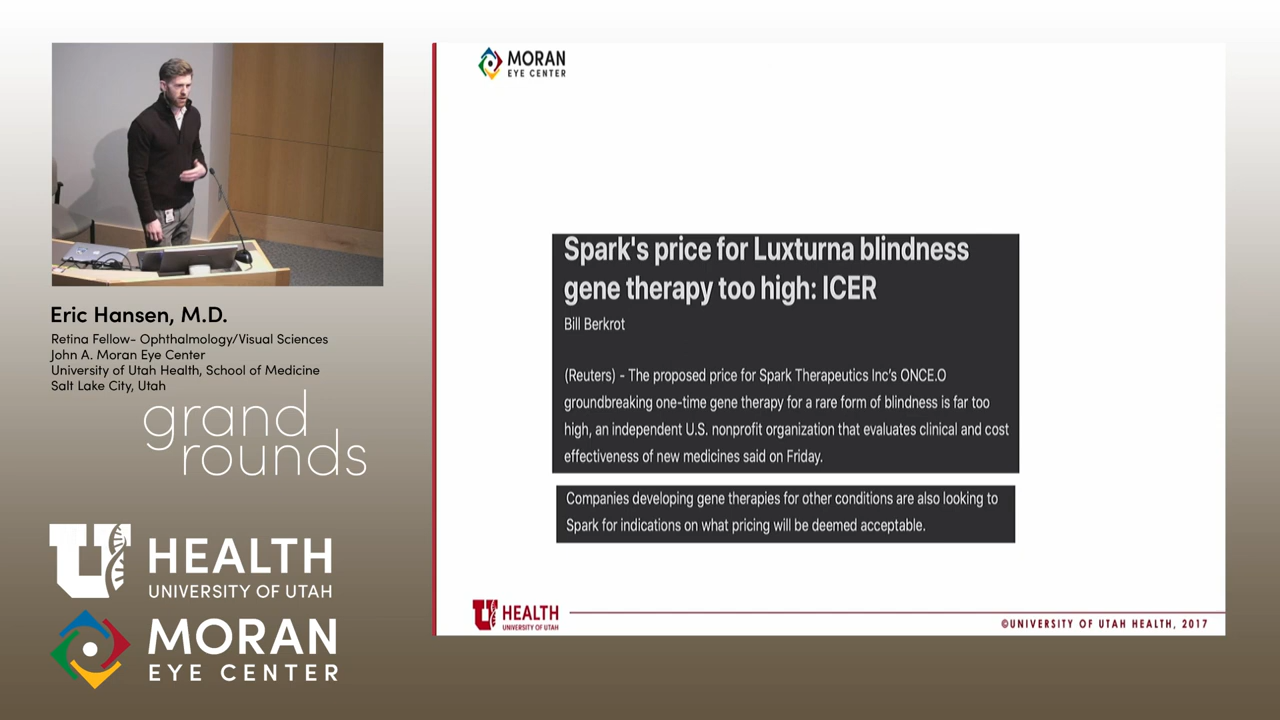 Eric Hansen, M.D.
Retina Fellow- Ophthalmology/Visual Sciences
John A. Moran Eye Center
University of Utah Health, School of Medicine
Salt Lake City, Utah
grand
rounds
U HEALTH
UNIVERSITY OF UTAH
MORAN
EYE CENTER
MORAN
EYE CENTER
Spark's price for Luxturna blindness
gene therapy too high: ICER
Bill Berkrot
(Reuters) - The proposed price for Spark Therapeutics Inc's ONCE.O
groundbreaking one-time gene therapy for a rare form of blindness is far too
high, an independent U.S. nonprofit organization that evaluates clinical and cost
effectiveness of new medicines said on Friday.
Companies developing gene therapies for other conditions are also looking to
Spark for indications on what pricing will be deemed acceptable.
U HEALTH
UNIVERSITY OF UTAH
©UNIVERSITY OF UTAH HEALTH, 2017